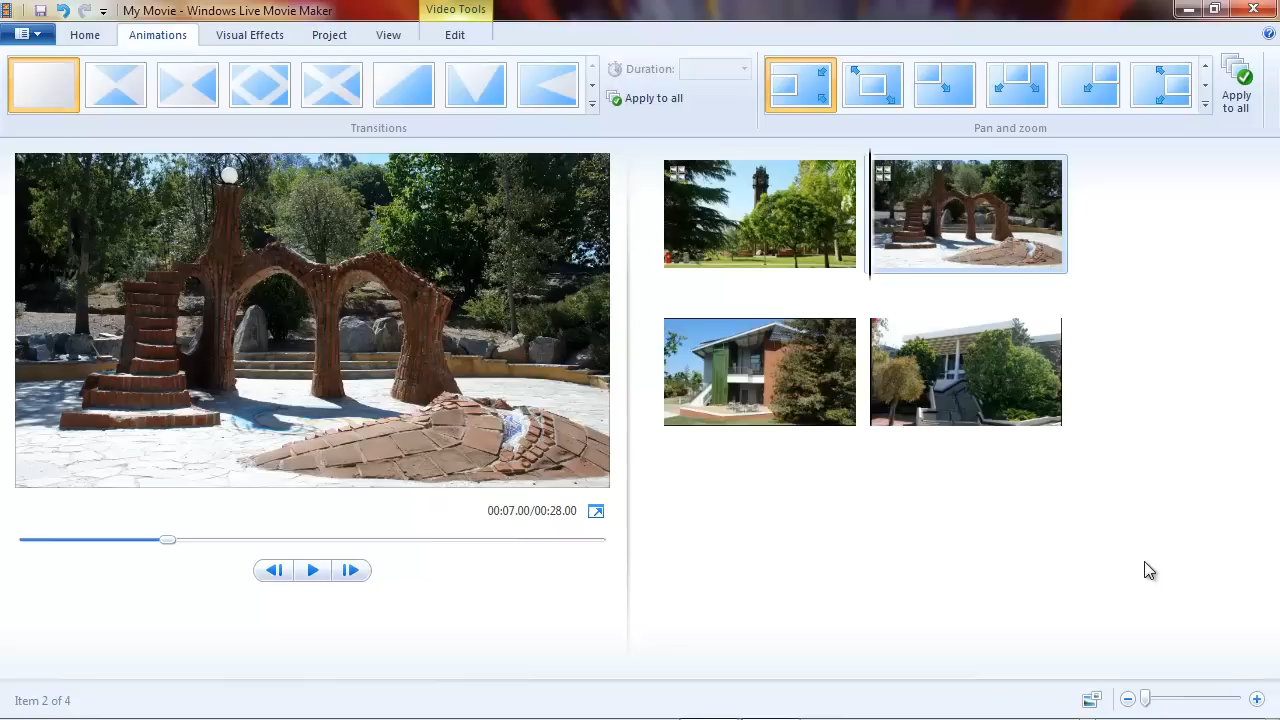 My Movie - Windows Live Movie Maker
Video Tools
Home
Animations
Visual Effects
Project
View
Edit
Duration:
Apply to all
Transitions
Pan and zoom
Apply
to all
00:07.00/00:28.00
Item 2 of 4